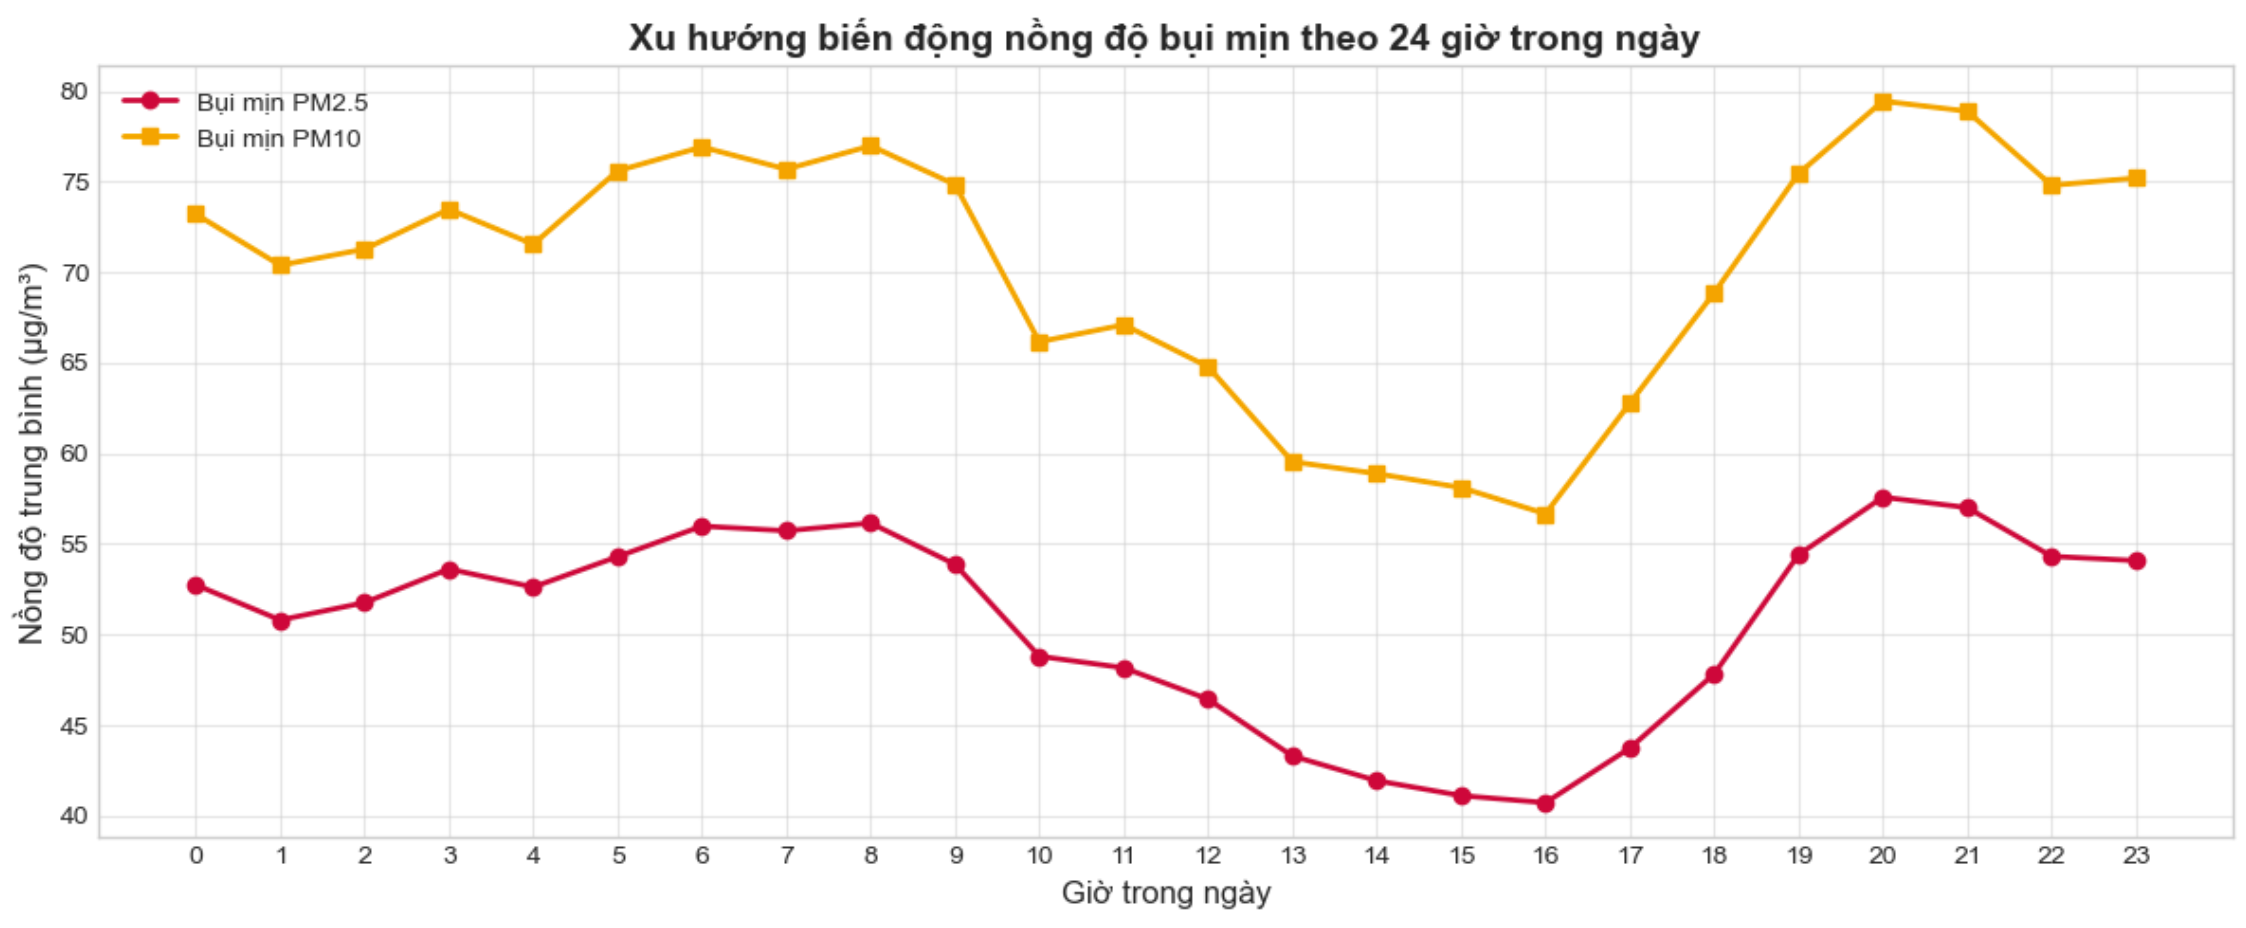 Xu hướng biến động nồng độ bụi mịn theo 24 giờ trong ngày
Bụi mịn PM2.5
Bụi mịn PM10
Nồng độ trung bình (µg/m³)
80
75
70
65
60
55
50
45
40
0 1 2 3 4 5 6 7 8 9 10 11 12 13 14 15 16 17 18 19 20 21 22 23
Giờ trong ngày